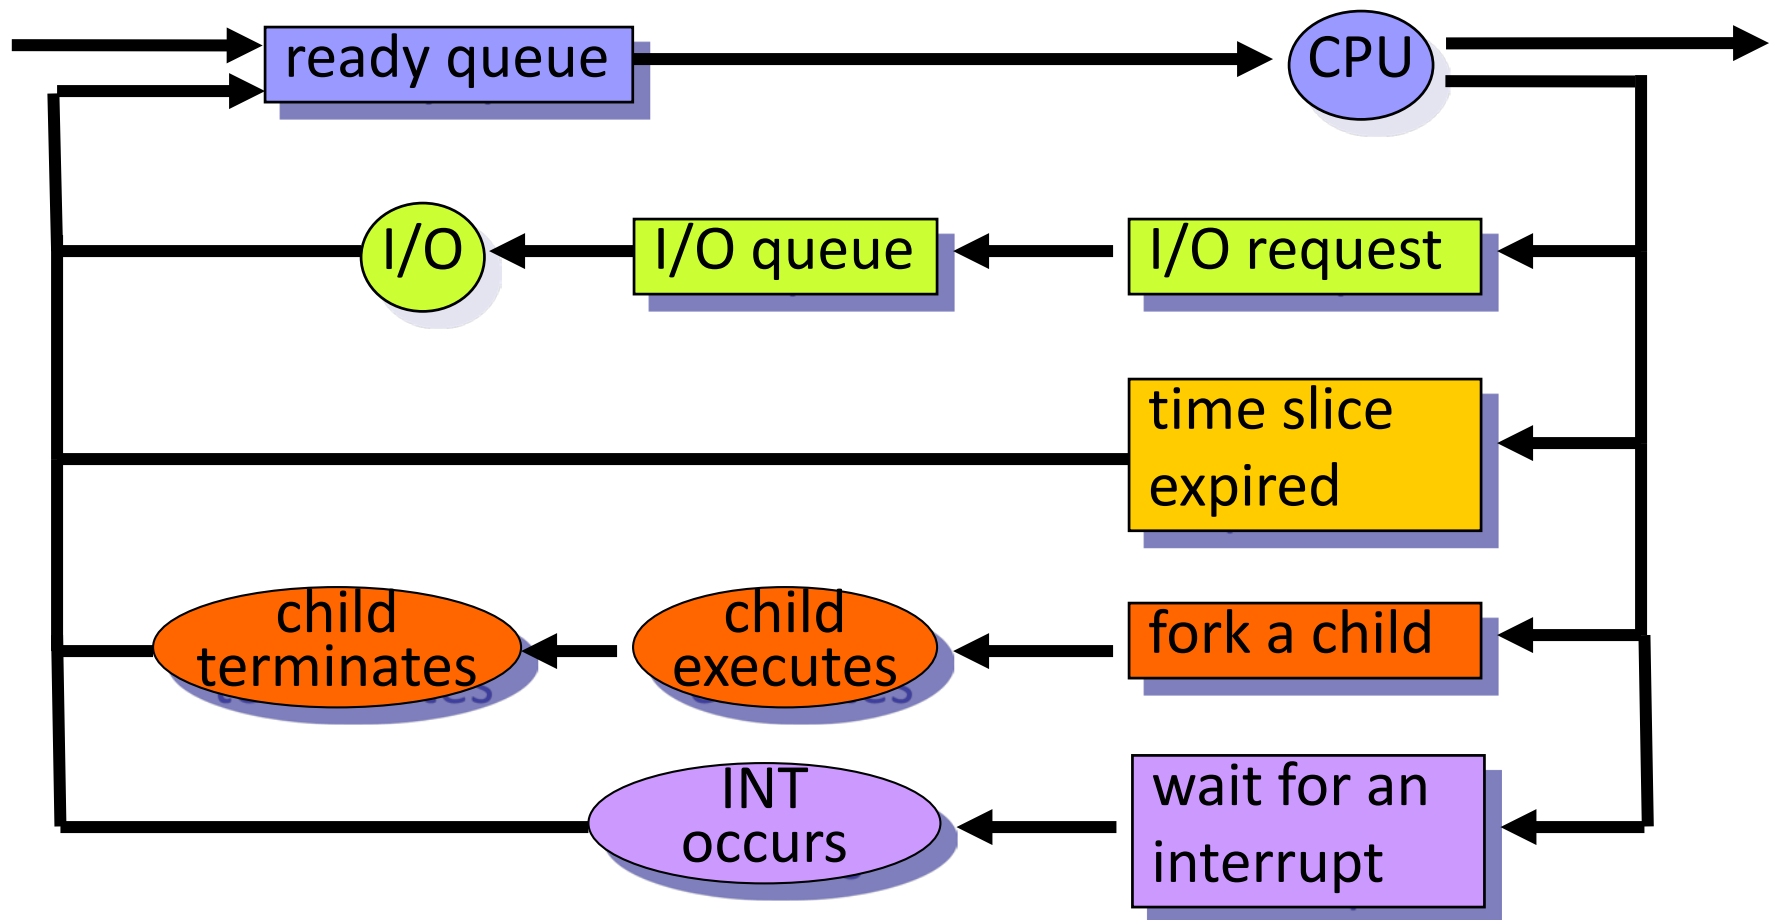 ready queue
CPU
I/O
I/O queue
I/O request
time slice
expired
child
terminates
child
executes
fork a child
INT
occurs
wait for an
interrupt